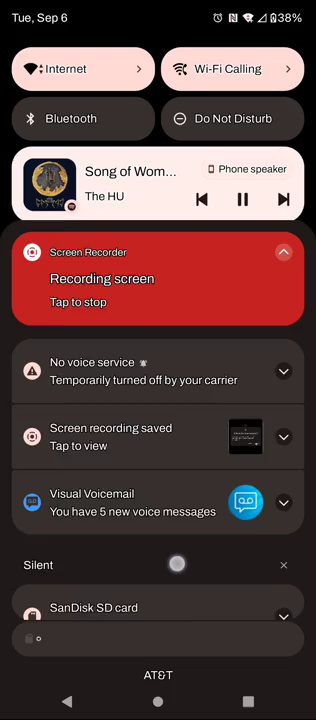 Tue, Sep 6
38%
Internet
Wi-Fi Calling
Bluetooth
Do Not Disturb
Song of Wom...
Phone speaker
The HU
Screen Recorder
Recording screen
Tap to stop
No voice service
Temporarily turned off by your carrier
Screen recording saved
Tap to view
Visual Voicemail
You have 5 new voice messages
Silent
SanDisk SD card
AT&T